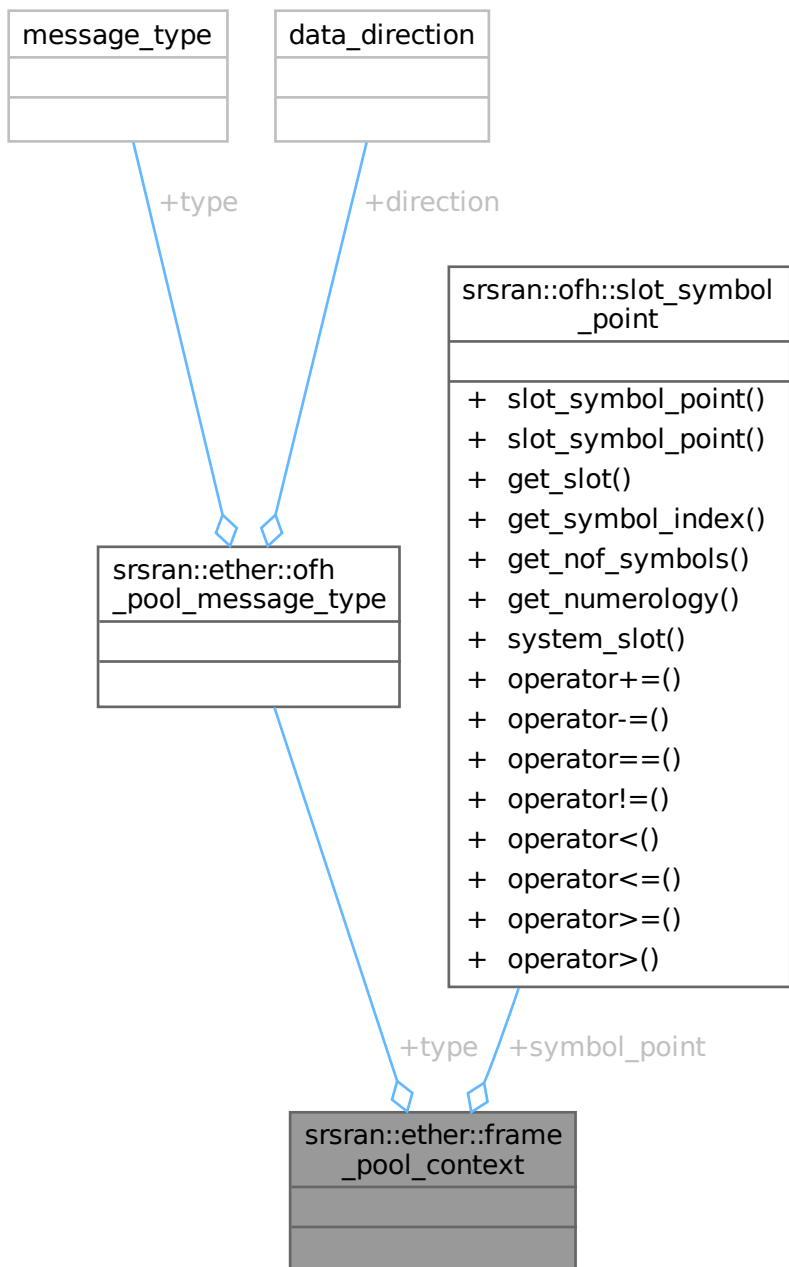 message_type
data_direction
+type
+direction
srsran::ofh::slot_symbol
_point
+ slot_symbol_point()
+ slot_symbol_point()
+ get_slot()
+ get_symbol_index()
+ get_nof_symbols()
+ get_numerology()
+ system_slot()
+ operator+=()
+ operator-=()
+ operator==()
+ operator!=()
+ operator<()
+ operator<=()
+ operator>=()
+ operator>()
srsran::ether::ofh
_pool_message_type
+type
+symbol_point
srsran::ether::frame
_pool_context